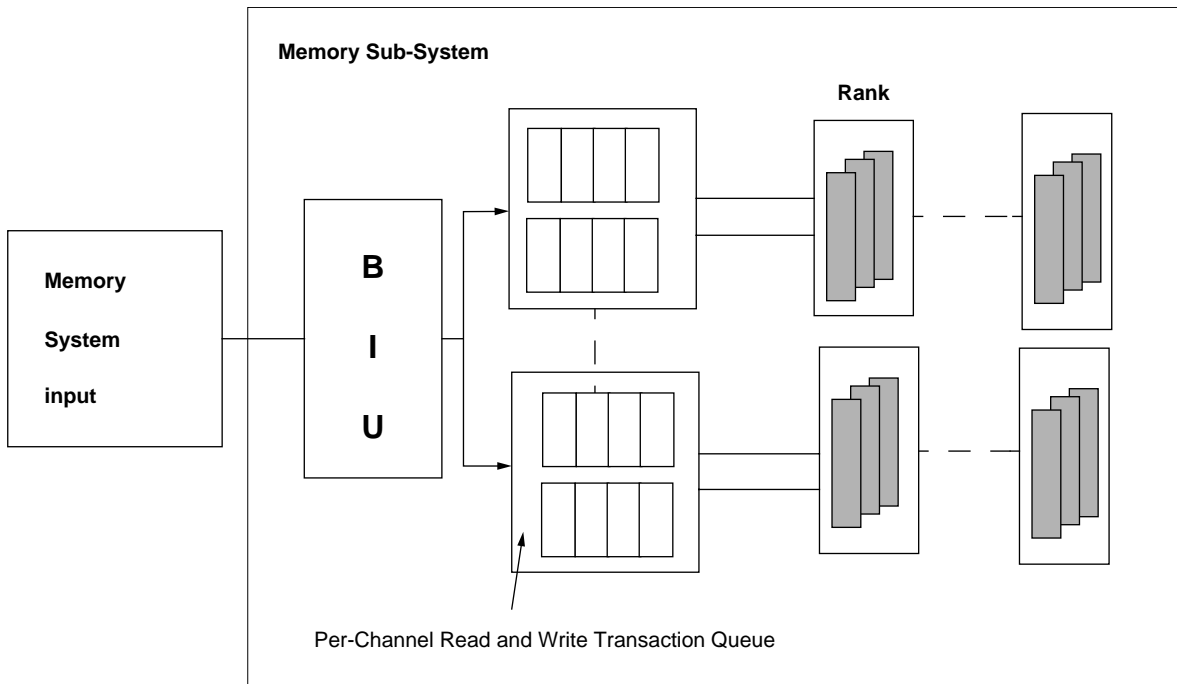 Memory Sub-System
Rank
B
I
U
Memory
System
input
Per-Channel Read and Write Transaction Queue